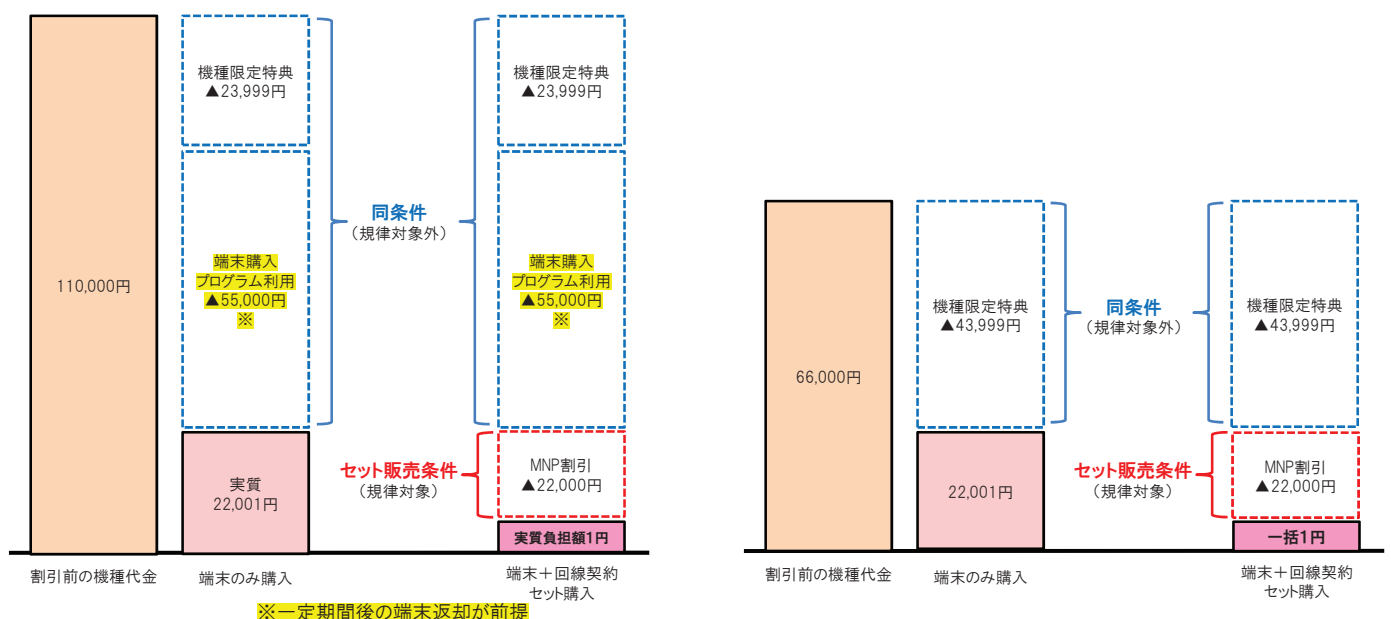 機種限定特典
▲23,999円
端末購入
プログラム利用
▲55,000円
※
110,000円
実質
22,001円
同条件
（規律対象外）
セット販売条件
（規律対象）
機種限定特典
▲23,999円
端末購入
プログラム利用
▲55,000円
※
MNP割引
▲22,000円
実質負担額1円
割引前の機種代金
端末のみ購入
端末＋回線契約
セット購入
※一定期間後の端末返却が前提
66,000円
機種限定特典
▲43,999円
22,001円
同条件
（規律対象外）
セット販売条件
（規律対象）
機種限定特典
▲43,999円
MNP割引
▲22,000円
一括1円
割引前の機種代金
端末のみ購入
端末＋回線契約
セット購入